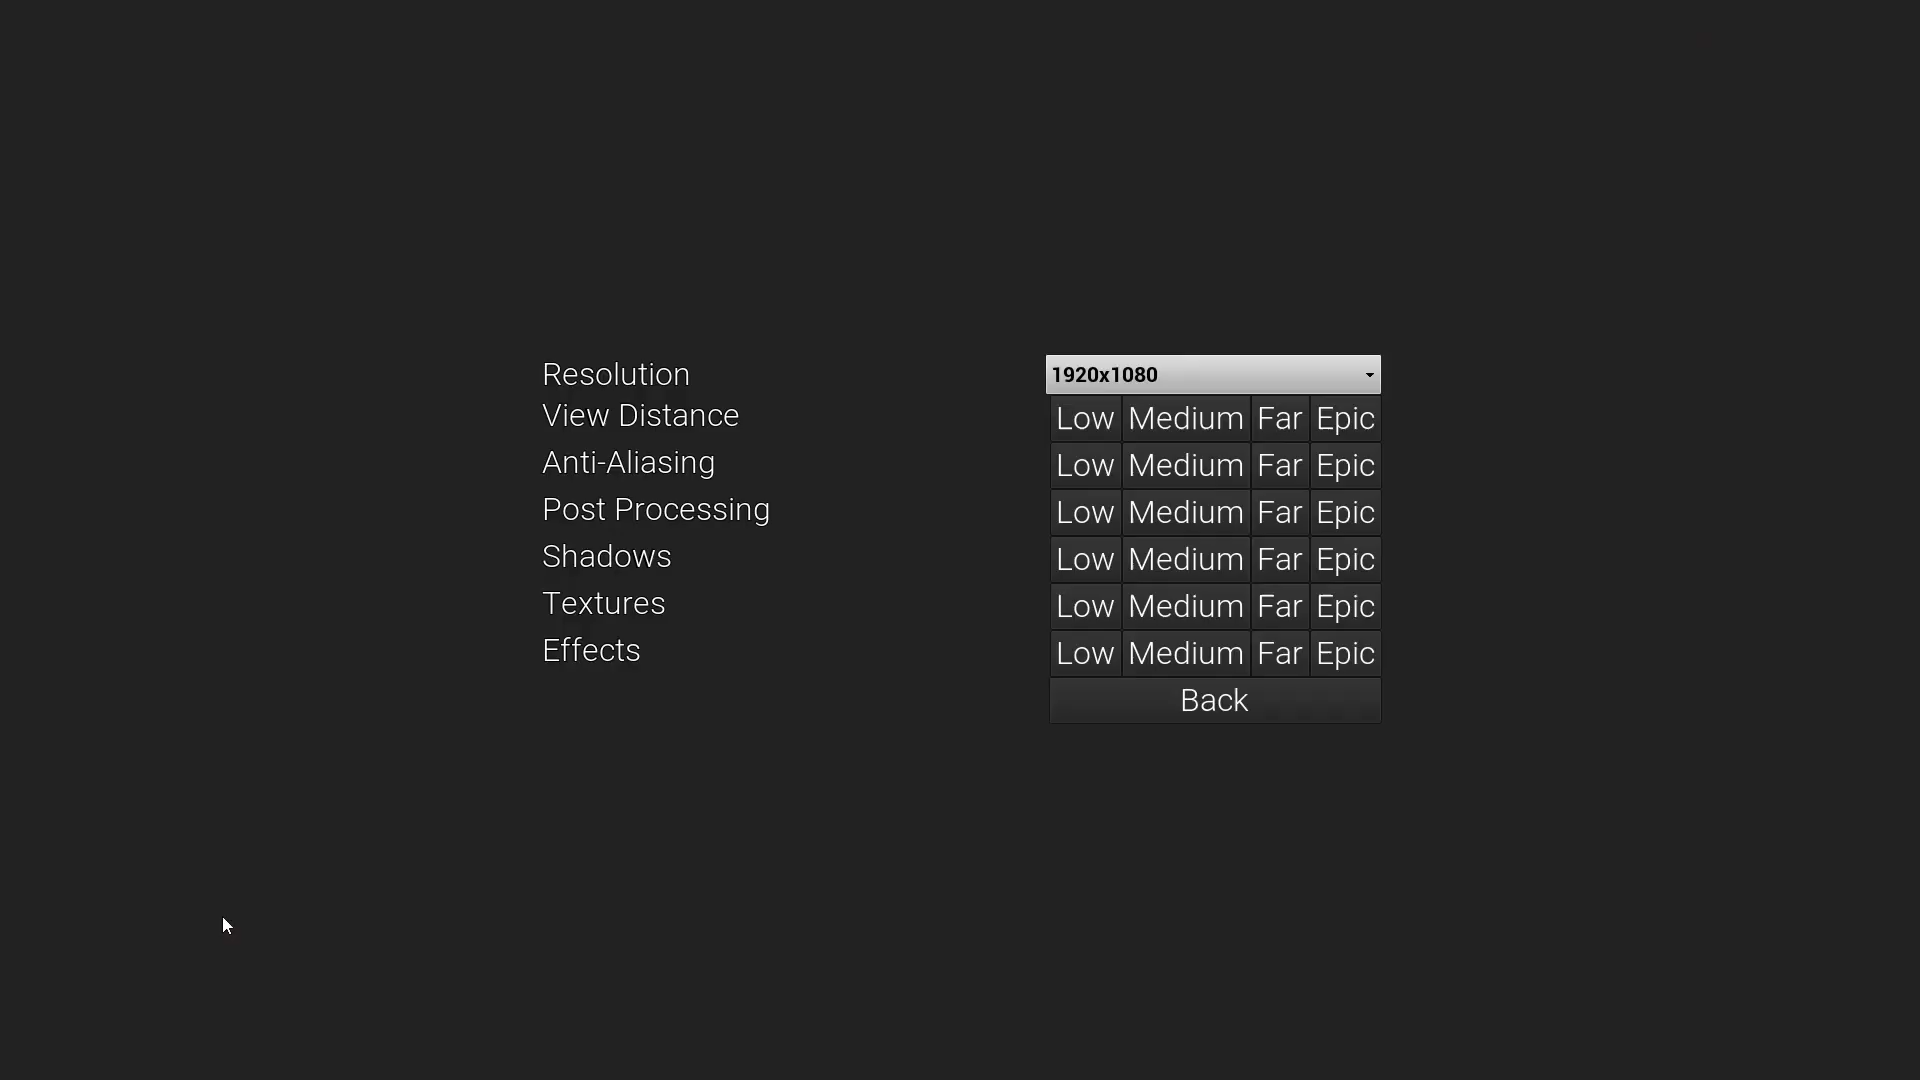 Resolution 1920x1080
View Distance Low Medium Far Epic
Anti-Aliasing Low Medium Far Epic
Post Processing Low Medium Far Epic
Shadows Low Medium Far Epic
Textures Low Medium Far Epic
Effects Low Medium Far Epic
Back